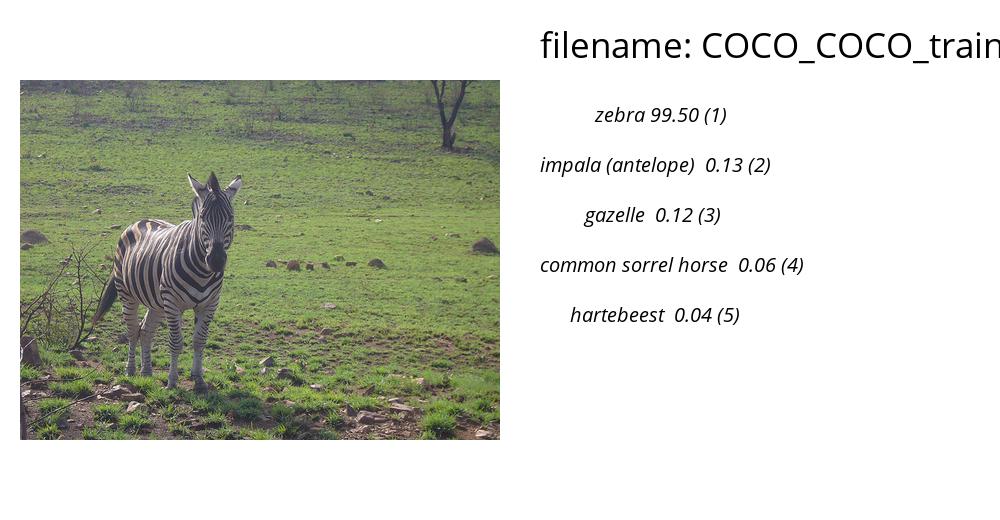 filename: COCO_COCO_train
zebra 99.50 (1)
impala (antelope) 0.13 (2)
gazelle 0.12 (3)
common sorrel horse 0.06 (4)
hartebeest 0.04 (5)